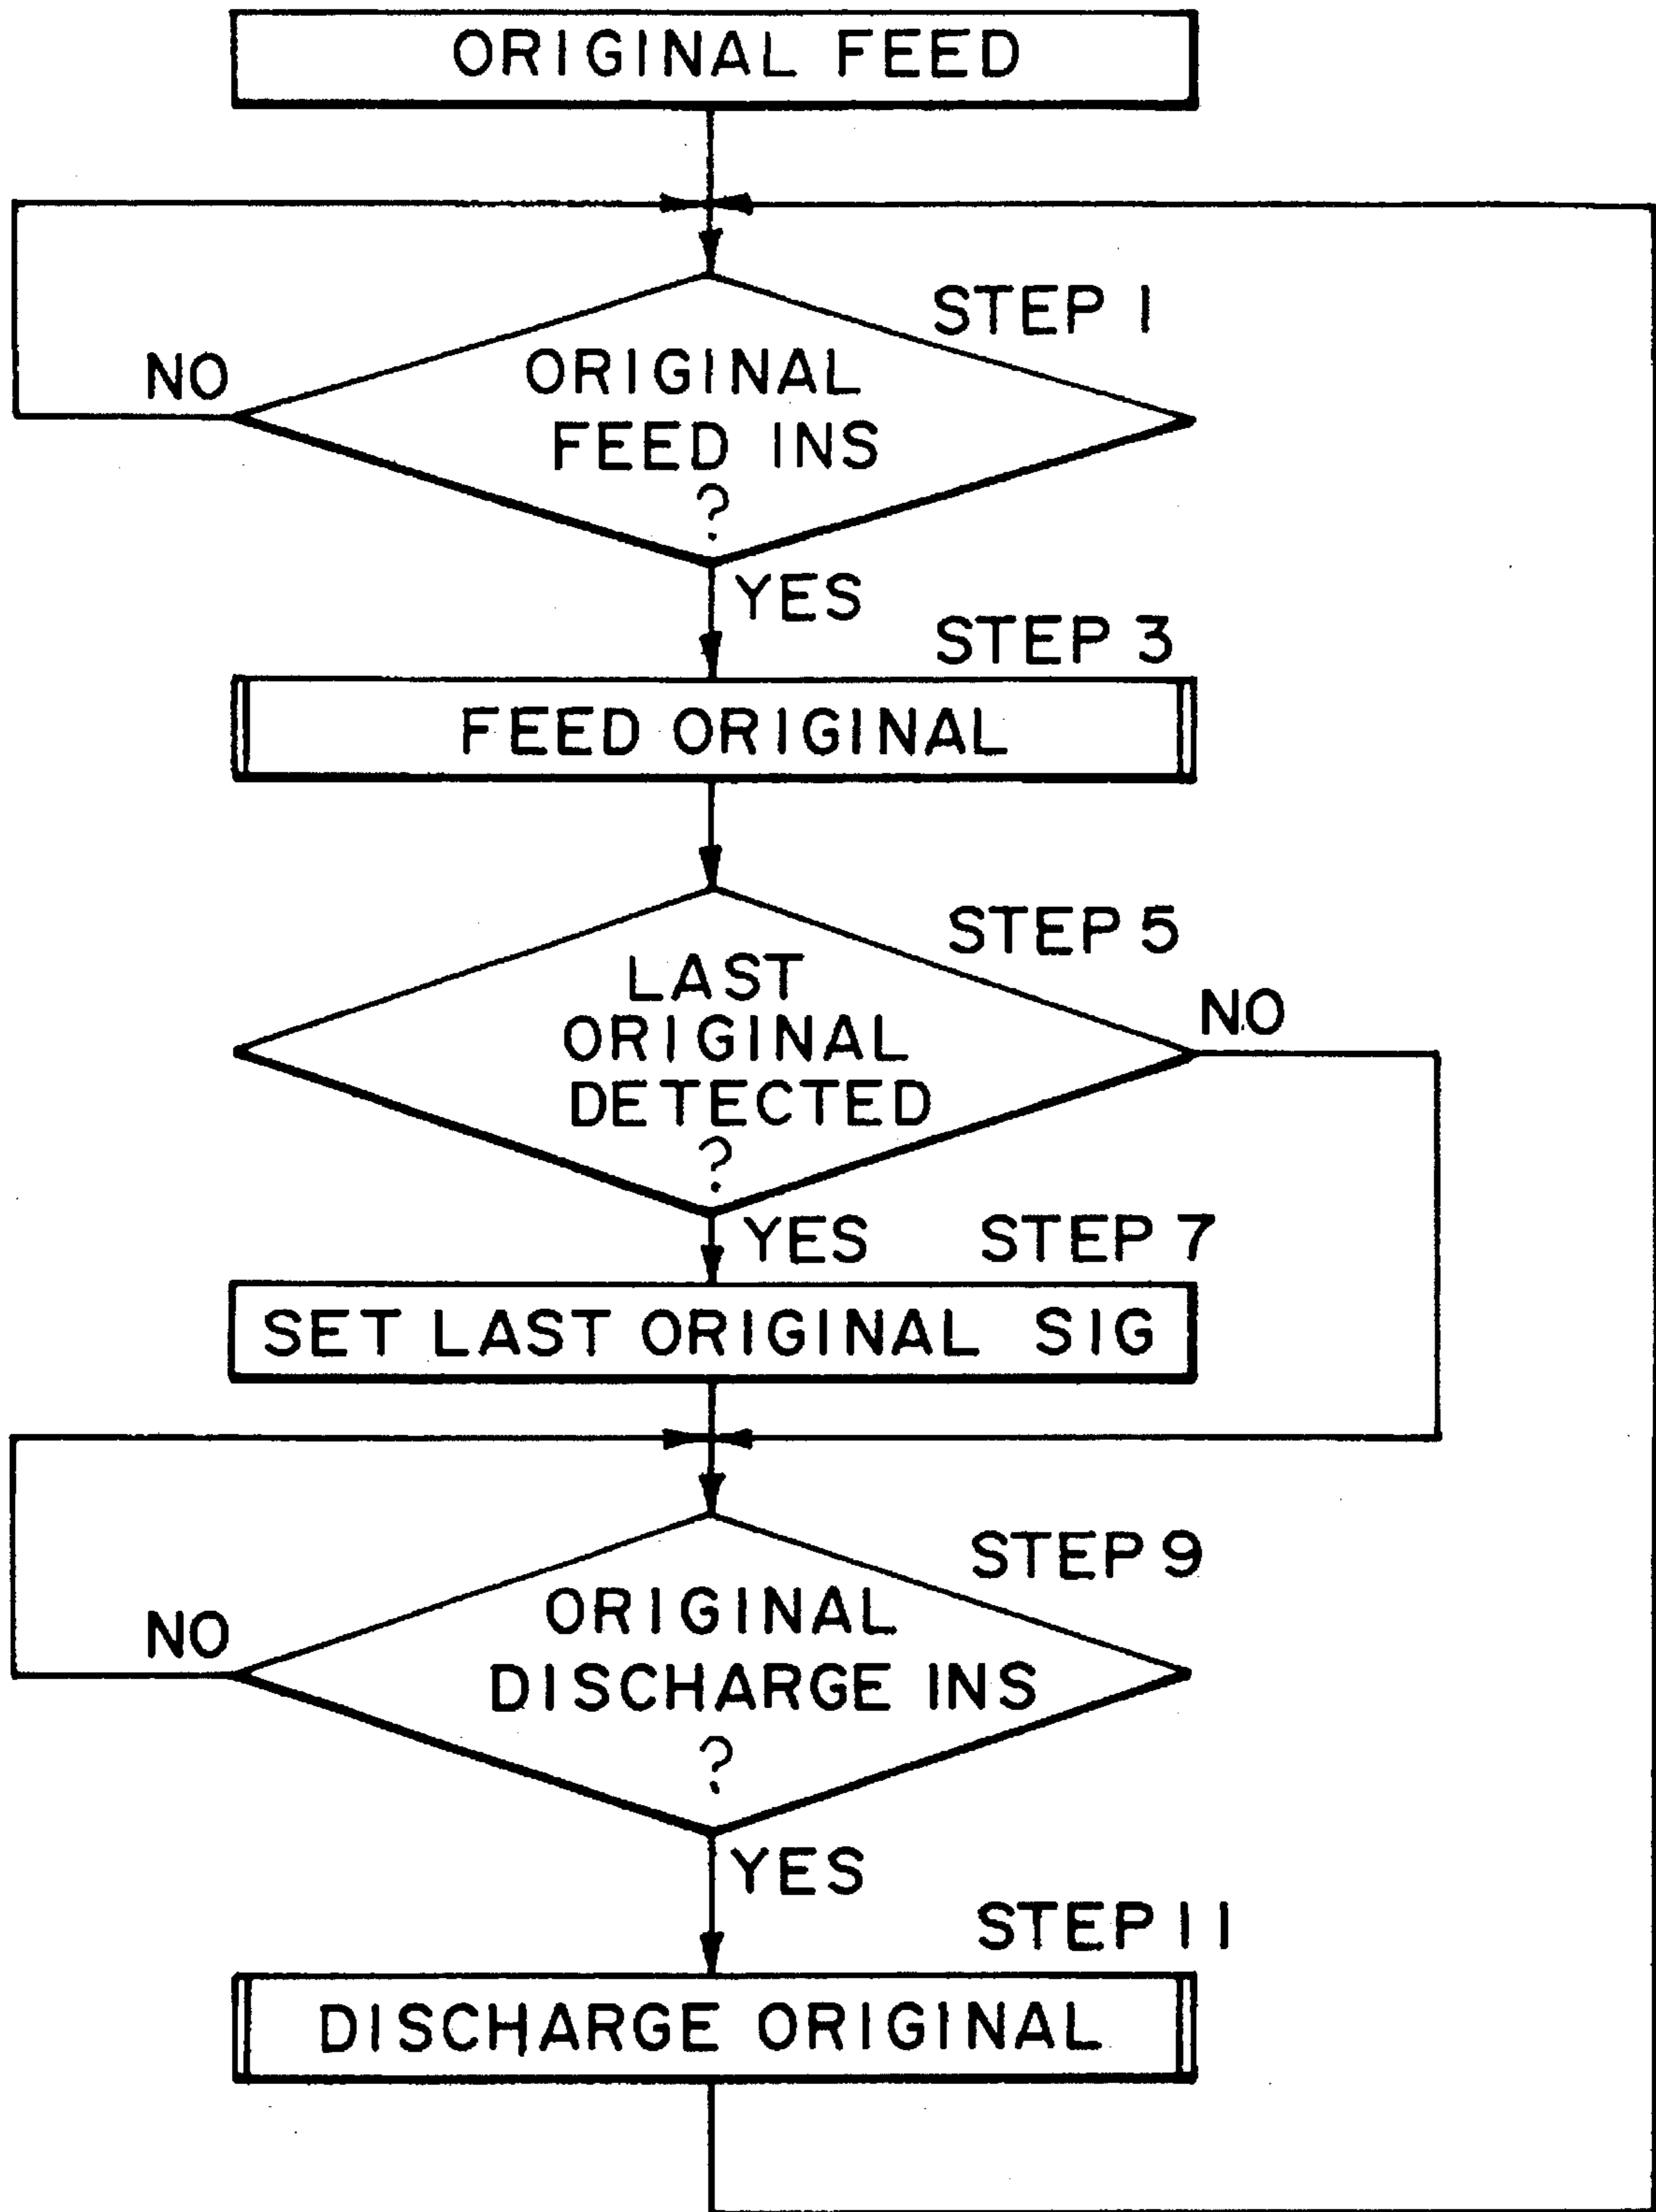 ORIGINAL FEED
STEP 1
NO
ORIGINAL
FEED INS
?
YES
STEP 3
FEED ORIGINAL
STEP 5
LAST
NO
ORIGINAL
DETECTED
?
YES
STEP 7
SET LAST ORIGINAL SIG
STEP 9
ORIGINAL
NO
DISCHARGE INS
?
YES
STEP 11
DISCHARGE ORIGINAL